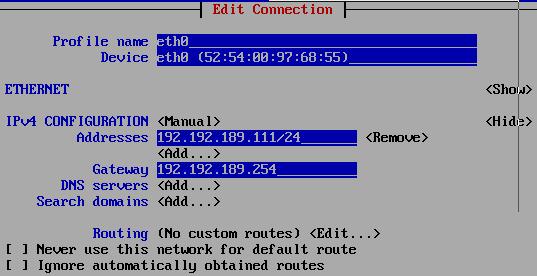 Edit Connection
Profile name eth0
Device eth0 (52:54:00:97:68:55)
ETHERNET <Show>
IPv4 CONFIGURATION <Manual> <Hide>
Addresses 192.192.189.111/24 <Remove>
<Add...>
Gateway 192.192.189.254
DNS servers <Add...>
Search domains <Add...>
Routing (No custom routes) <Edit...>
[ ] Never use this network for default route
[ ] Ignore automatically obtained routes